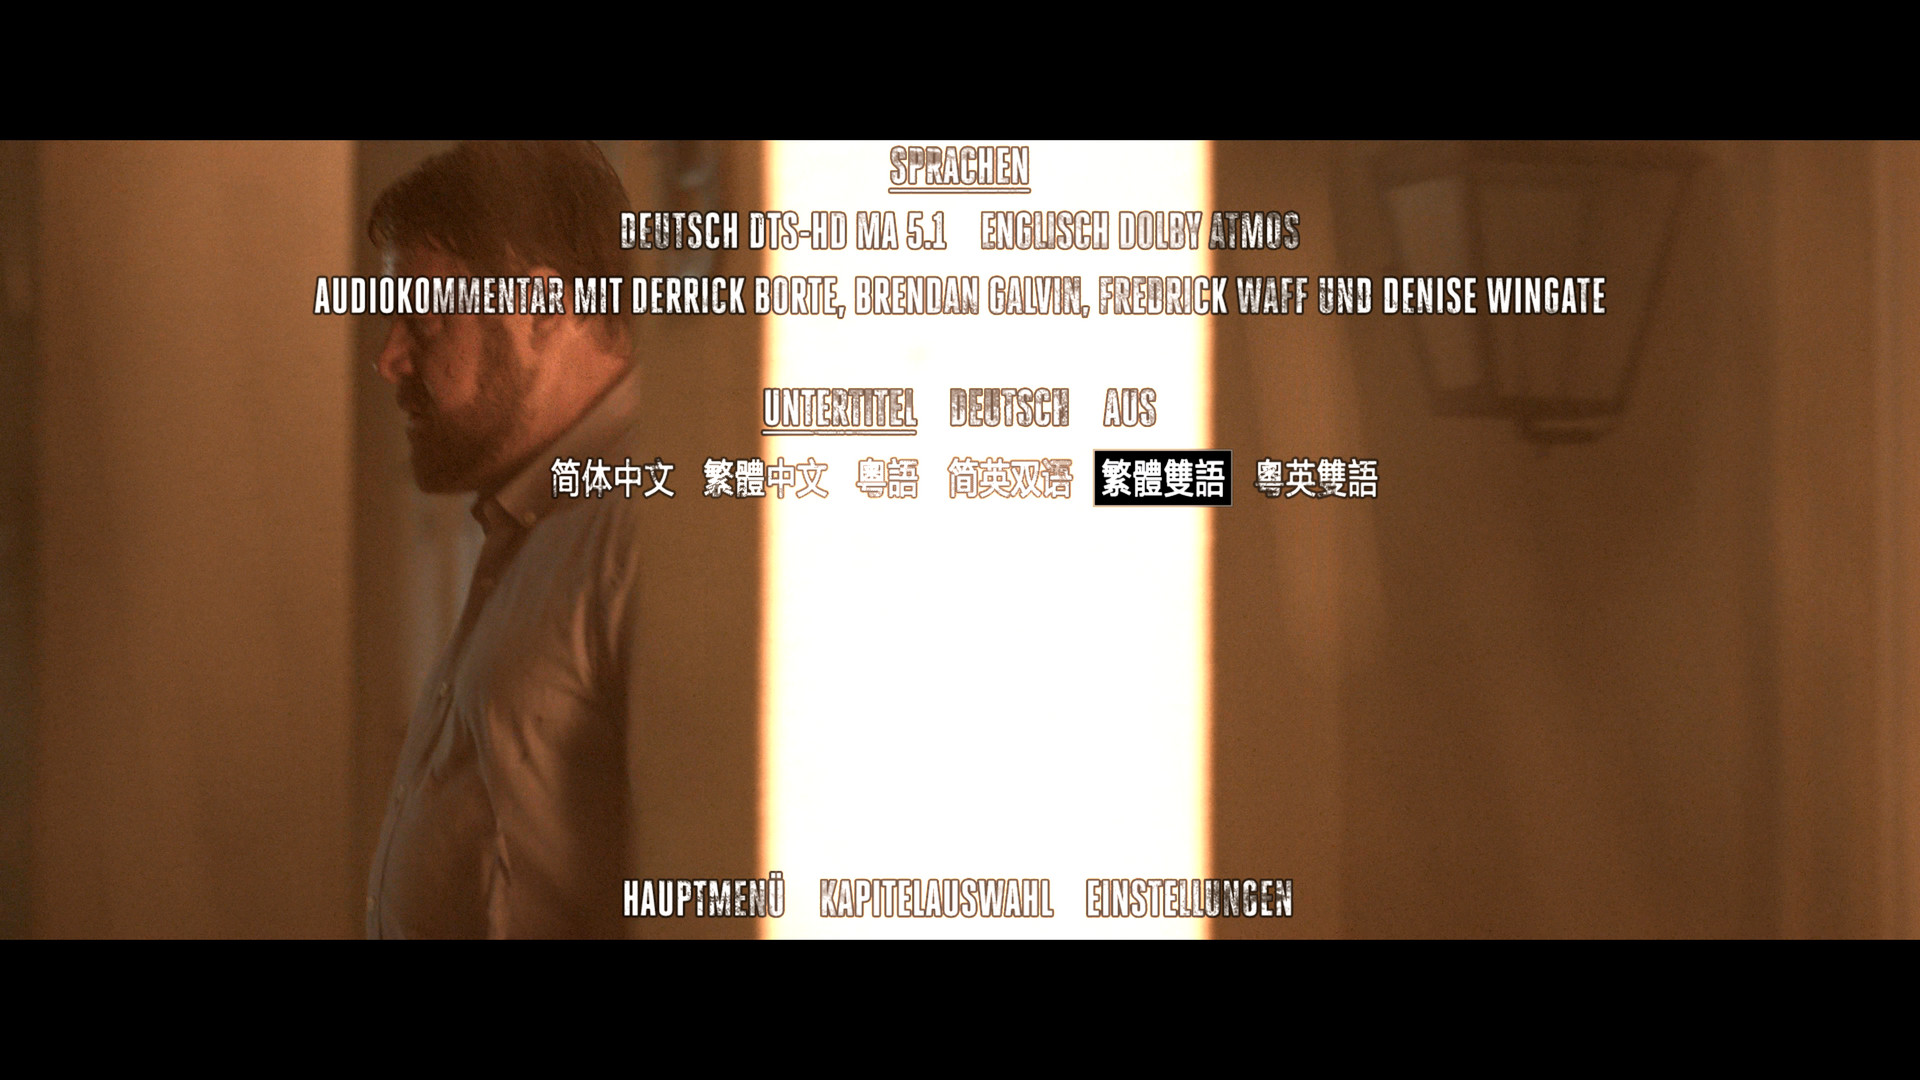 SPRACHEN
DEUTSCH DTS-HD MA 5.1 ENGLISCH DOLBY ATMOS
AUDIOKOMMENTAR MIT DERRICK BORTE, BRENDAN GALVIN, FREDRICK WAFF UND DENISE WINGATE
UNTERTITEL DEUTSCH AUS
简体中文 繁體中文 粵語 简英双语 繁體雙語 粵英雙語
HAUPTMENÜ KAPITELAUSWAHL EINSTELLUNGEN